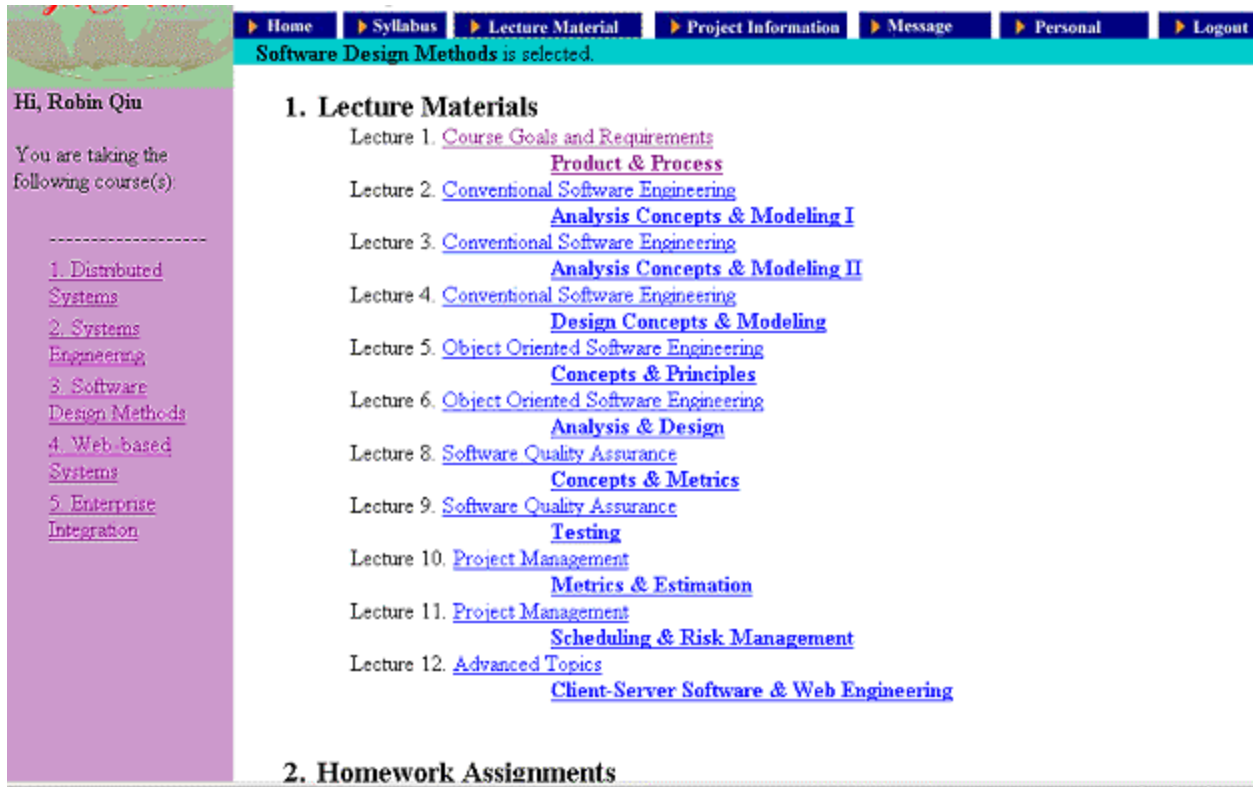 Home Syllabus Lecture Material Project Information Message Personal Logout
Software Design Methods is selected.
Hi, Robin Qiu
You are taking the
following course(s):
--------------------
1. Distributed
Systems
2. Systems
Engineering
3. Software
Design Methods
4. Web-based
Systems
5. Enterprise
Integration
1. Lecture Materials
Lecture 1. Course Goals and Requirements
Product & Process
Lecture 2. Conventional Software Engineering
Analysis Concepts & Modeling I
Lecture 3. Conventional Software Engineering
Analysis Concepts & Modeling II
Lecture 4. Conventional Software Engineering
Design Concepts & Modeling
Lecture 5. Object Oriented Software Engineering
Concepts & Principles
Lecture 6. Object Oriented Software Engineering
Analysis & Design
Lecture 8. Software Quality Assurance
Concepts & Metrics
Lecture 9. Software Quality Assurance
Testing
Lecture 10. Project Management
Metrics & Estimation
Lecture 11. Project Management
Scheduling & Risk Management
Lecture 12. Advanced Topics
Client-Server Software & Web Engineering
2. Homework Assignments